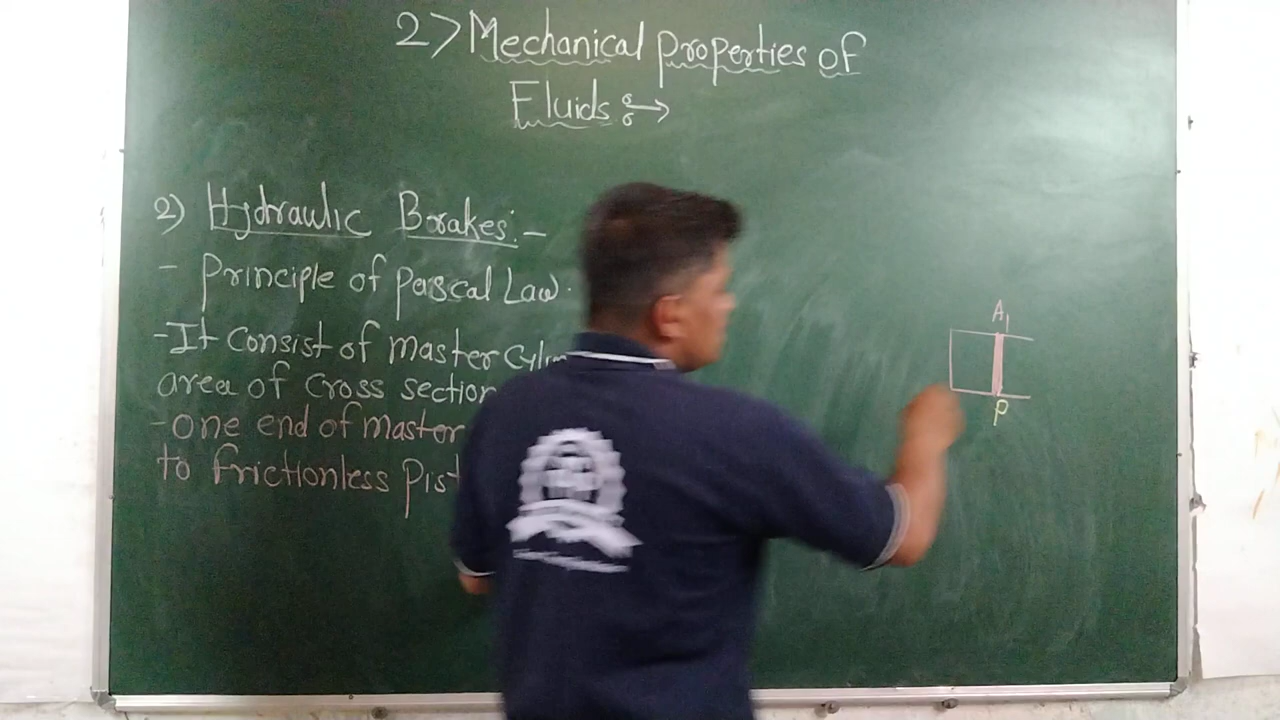 2> Mechanical properties of
Fluids :→
2) Hydraulic Brakes:-
- Principle of pascal Law.
- It Consist of master
area of cross section
- one end of master
to frictionless
A1
P